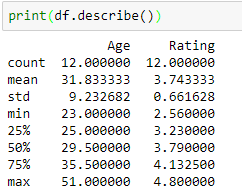 print(df.describe())
Age Rating
count 12.000000 12.000000
mean 31.833333 3.743333
std 9.232682 0.661628
min 23.000000 2.560000
25% 25.000000 3.230000
50% 29.500000 3.790000
75% 35.500000 4.132500
max 51.000000 4.800000